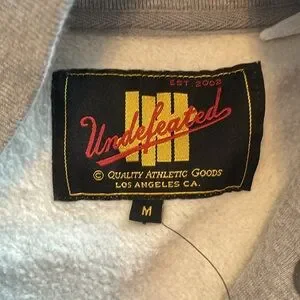 EST 2002
Undefeated
© QUALITY ATHLETIC GOODS
LOS ANGELES CA.
M